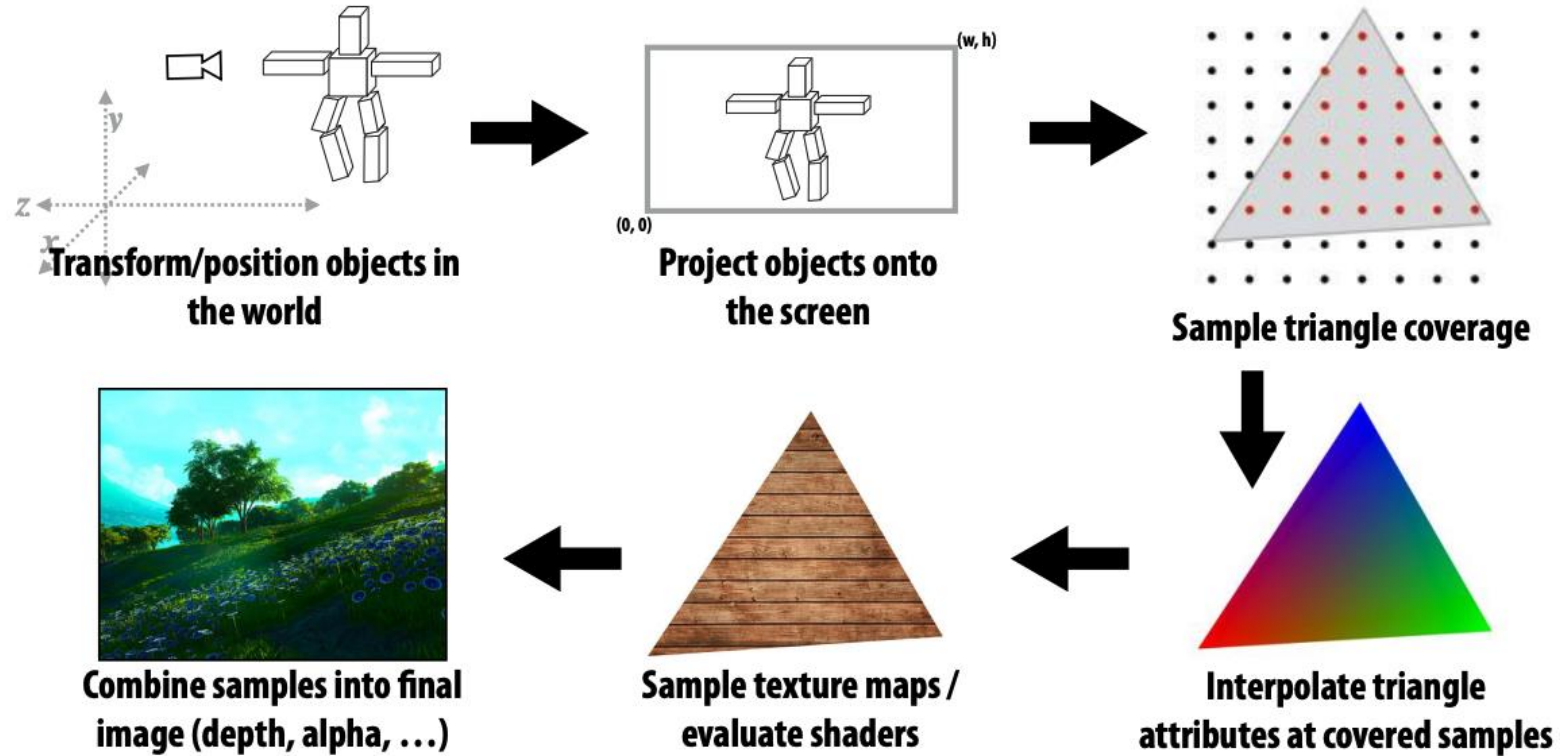 y
z
x
Transform/position objects in
the world
(w, h)
(0, 0)
Project objects onto
the screen
Sample triangle coverage
Interpolate triangle
attributes at covered samples
Sample texture maps /
evaluate shaders
Combine samples into final
image (depth, alpha, …)